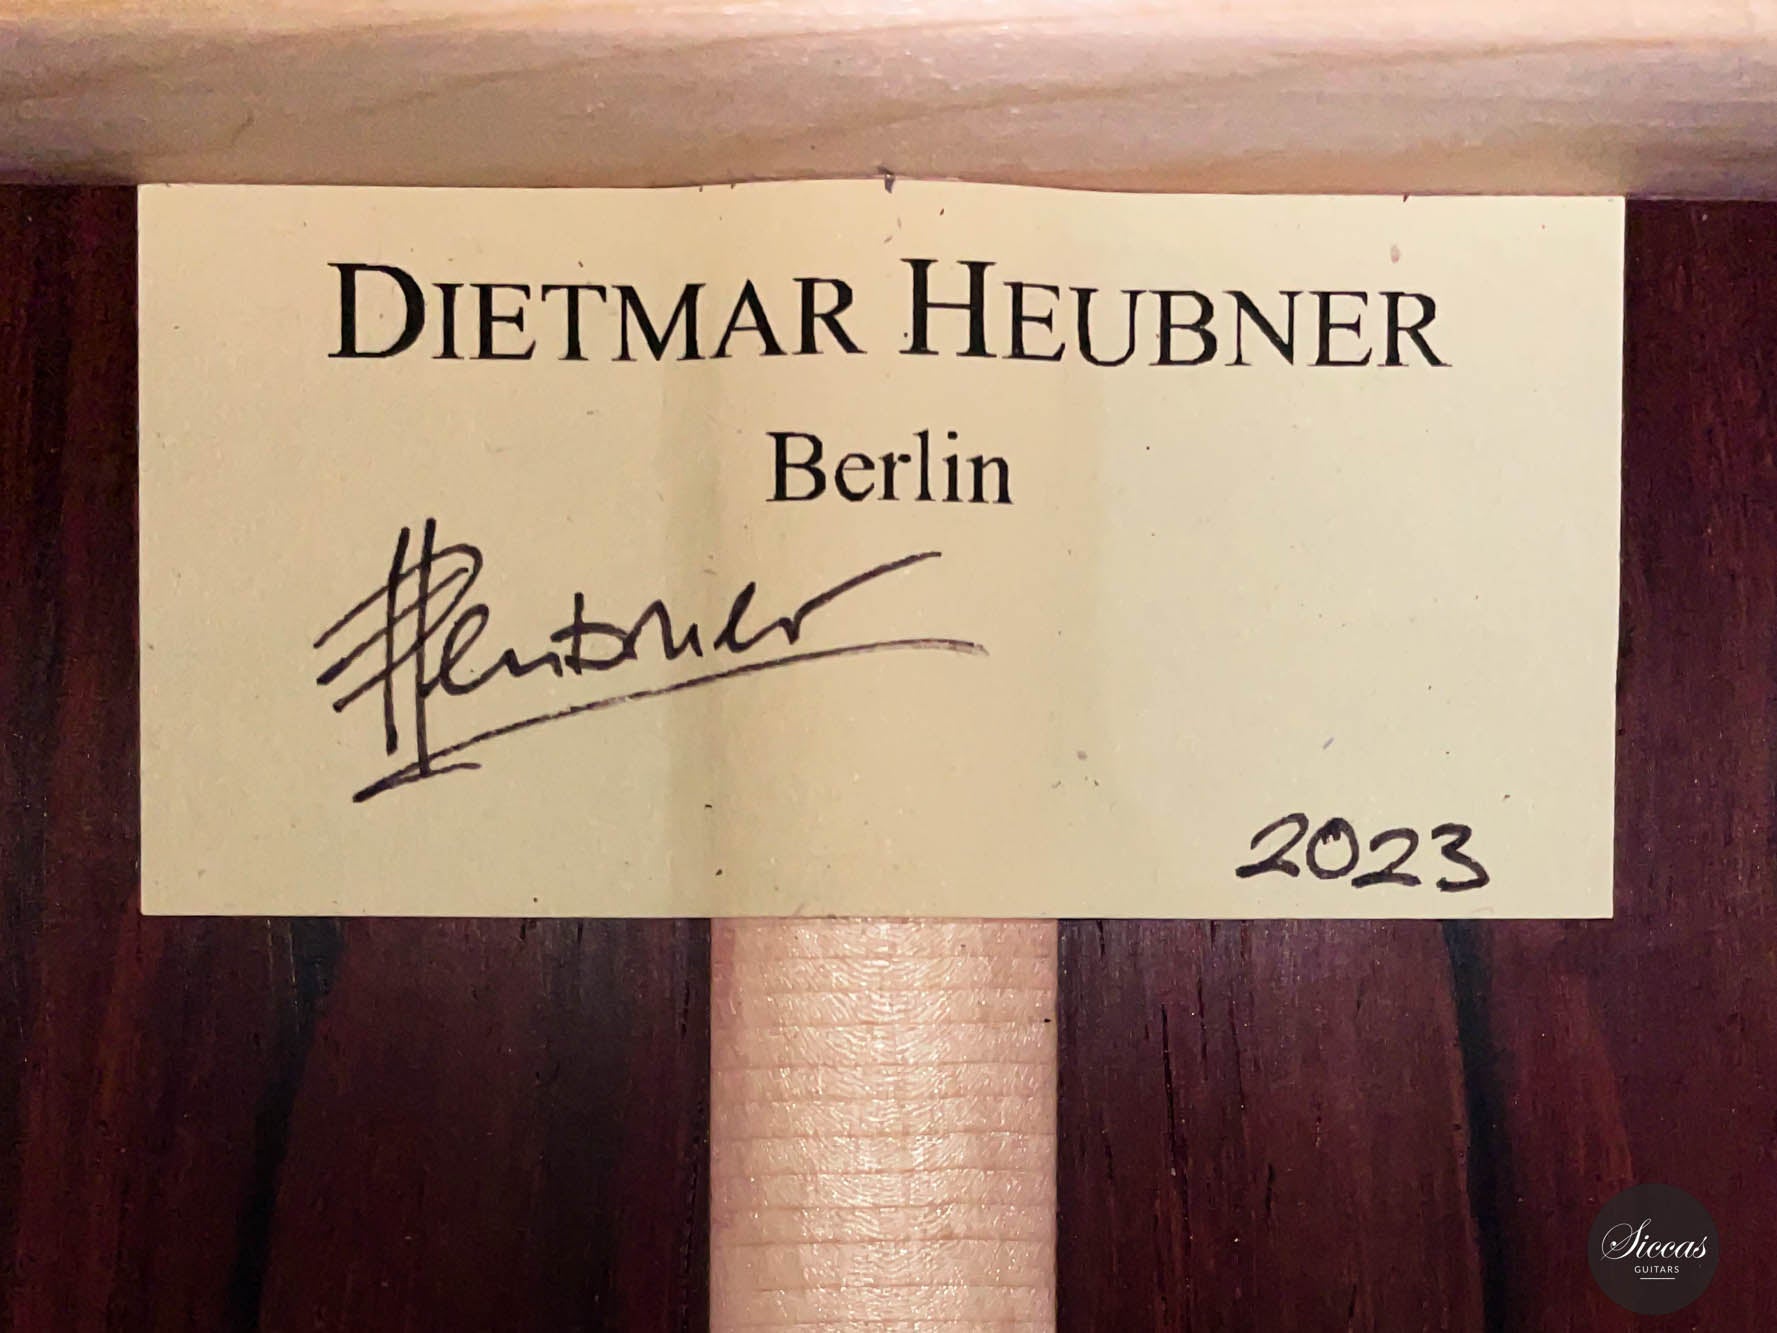 DIETMAR HEUBNER
Berlin
Heubner
2023
Siccas
GUITARS